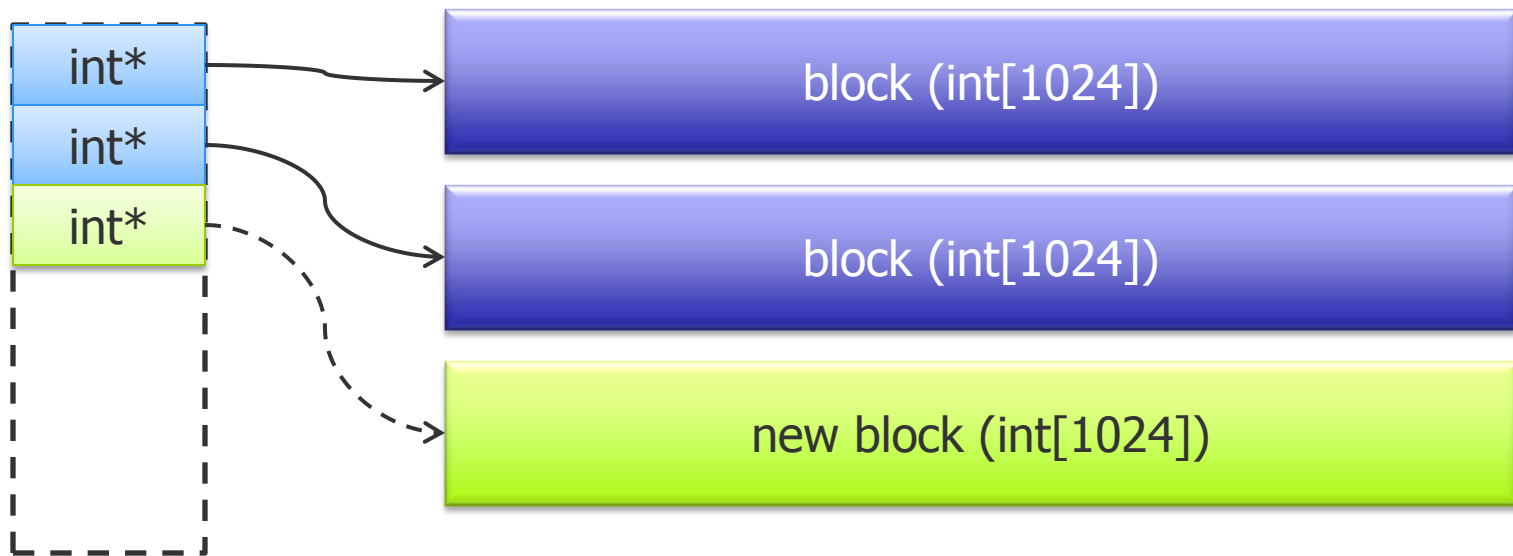 int*
block (int[1024])
int*
block (int[1024])
int*
new block (int[1024])